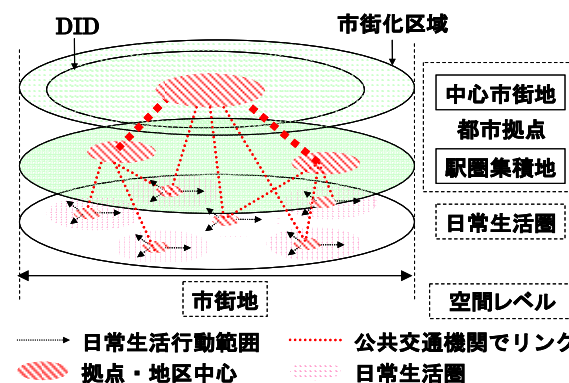 DID
市街化区域
中心市街地
都市拠点
駅圏集積地
日常生活圏
市街地
空間レベル
日常生活行動範囲
公共交通機関でリンク
拠点・地区中心
日常生活圏